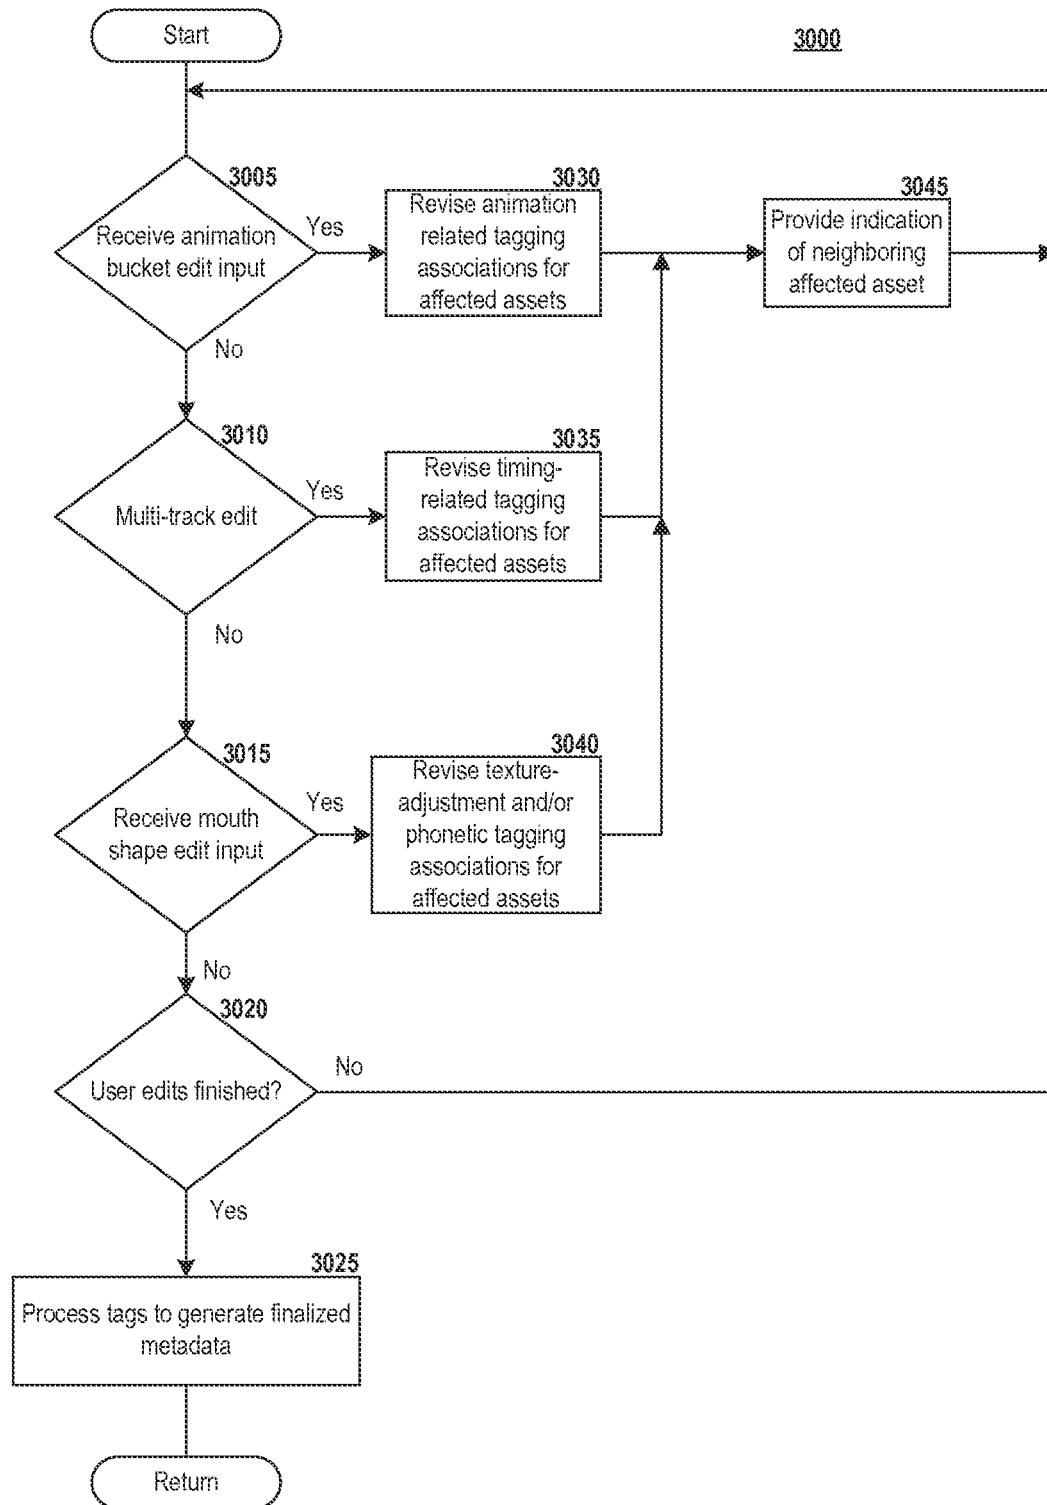 Start
3000
3005
Receive animation
bucket edit input
Yes
No
3030
Revise animation
related tagging
associations for
affected assets
3045
Provide indication
of neighboring
affected asset
3010
Multi-track edit
Yes
No
3035
Revise timing-
related tagging
associations for
affected assets
3015
Receive mouth
shape edit input
Yes
No
3040
Revise texture-
adjustment and/or
phonetic tagging
associations for
affected assets
3020
User edits finished?
No
Yes
3025
Process tags to generate finalized
metadata
Return